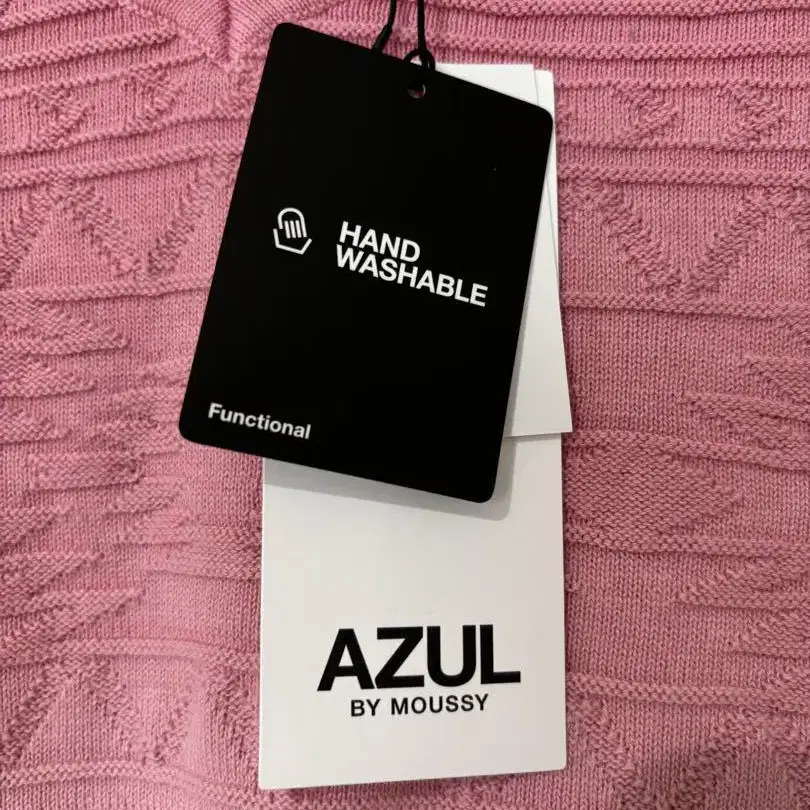 HAND
WASHABLE
Functional
AZUL
BY MOUSSY